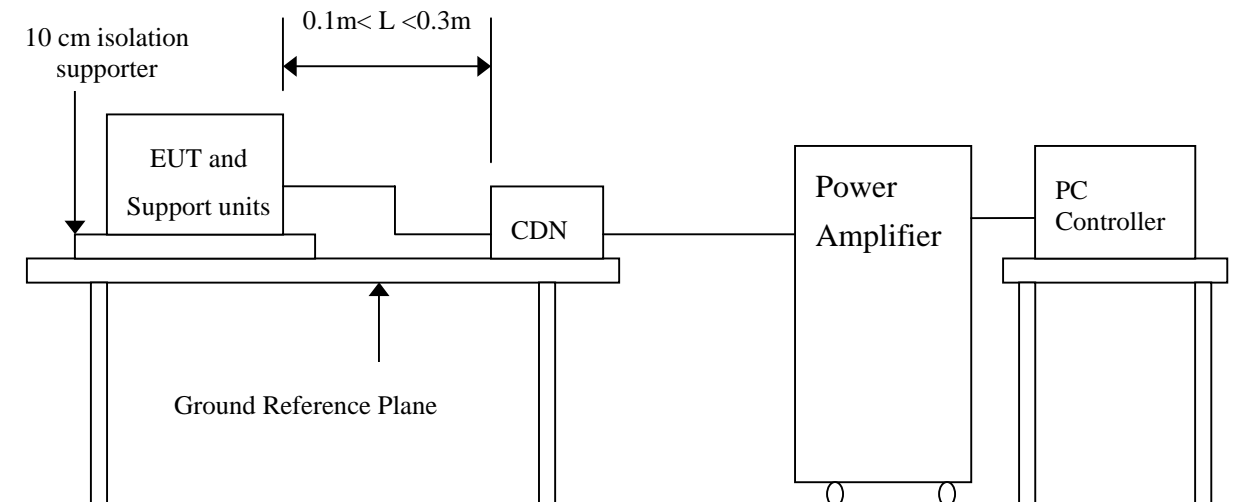 10 cm isolation
supporter
0.1m< L <0.3m
EUT and
Support units
CDN
Power
Amplifier
PC
Controller
Ground Reference Plane